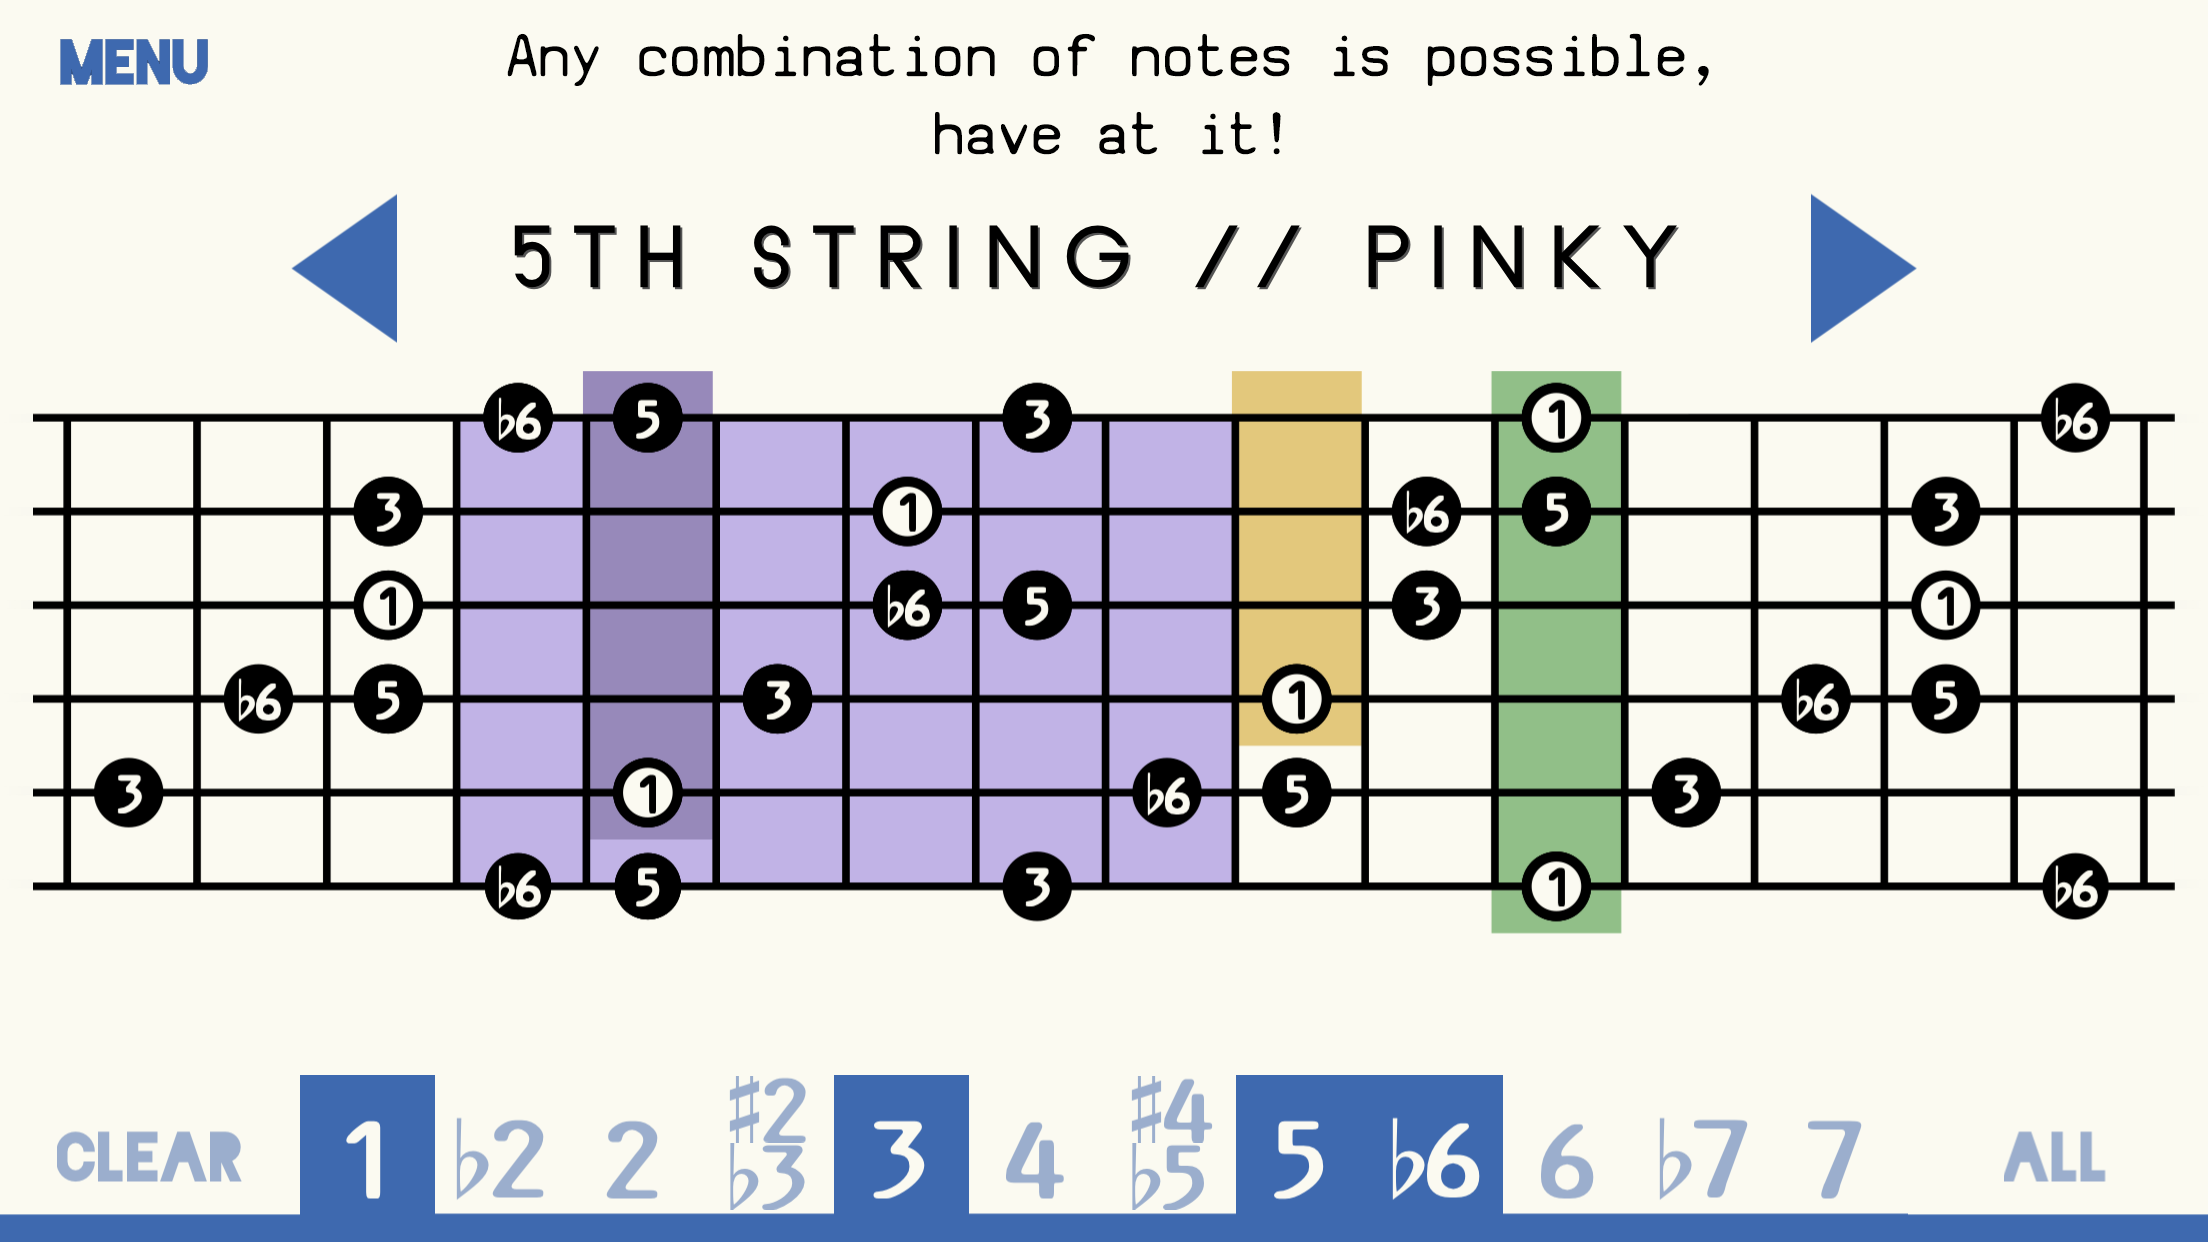 MENU
Any combination of notes is possible,
have at it!
5TH STRING // PINKY
♭6 5 3 1 ♭6
3 1 ♭6 5 3
1 ♭6 5 3 1
♭6 5 3 1 ♭6 5
3 1 ♭6 5 3
♭6 5 3 1 ♭6
CLEAR 1 ♭2 2 ♯2 ♭3 3 4 ♯4 ♭5 5 ♭6 6 ♭7 7 ALL